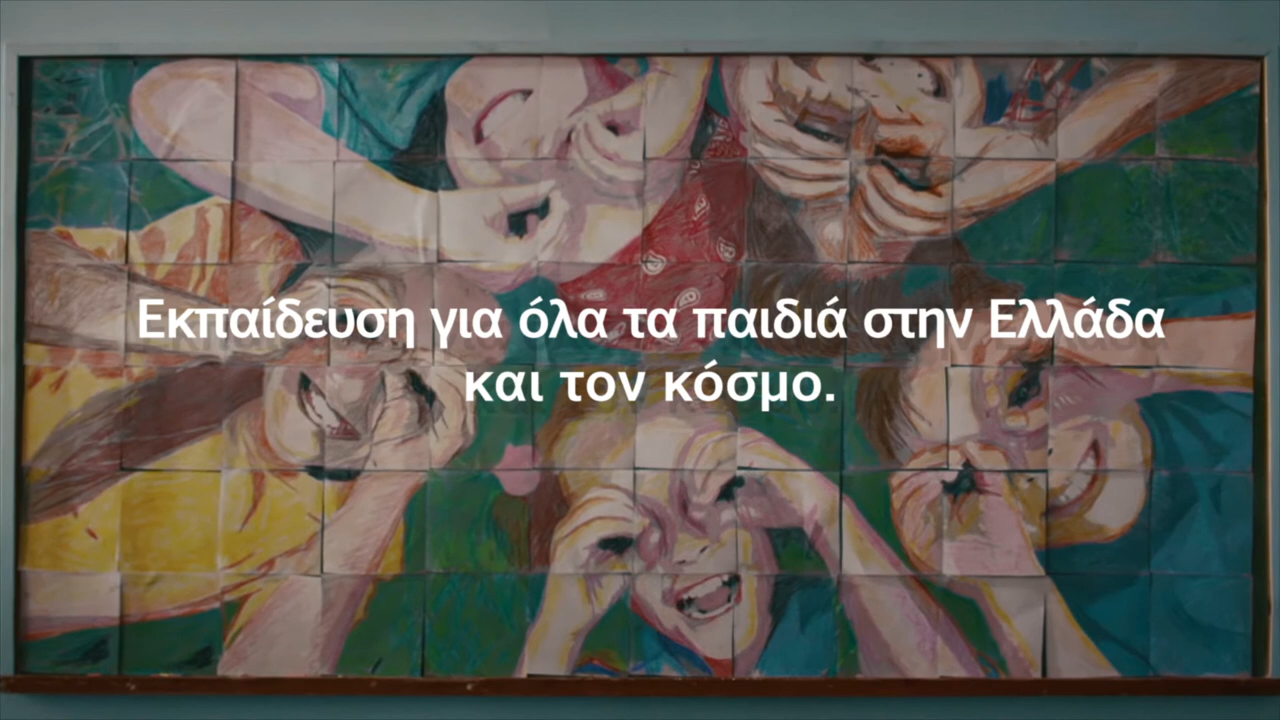 Εκπαίδευση για όλα τα παιδιά στην Ελλάδα
και τον κόσμο.